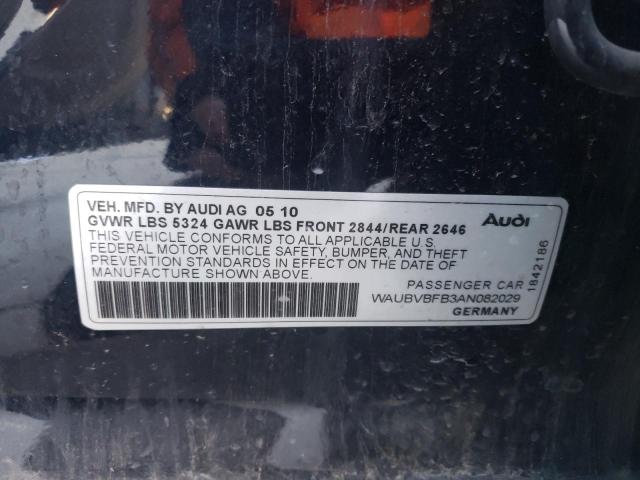 VEH. MFD. BY AUDI AG 05 10
GVWR LBS 5324 GAWR LBS FRONT 2844/REAR 2646
Audi
THIS VEHICLE CONFORMS TO ALL APPLICABLE U.S.
FEDERAL MOTOR VEHICLE SAFETY, BUMPER, AND THEFT
PREVENTION STANDARDS IN EFFECT ON THE DATE OF
MANUFACTURE SHOWN ABOVE.
PASSENGER CAR
WAUBVBFB3AN082029
GERMANY
1842186